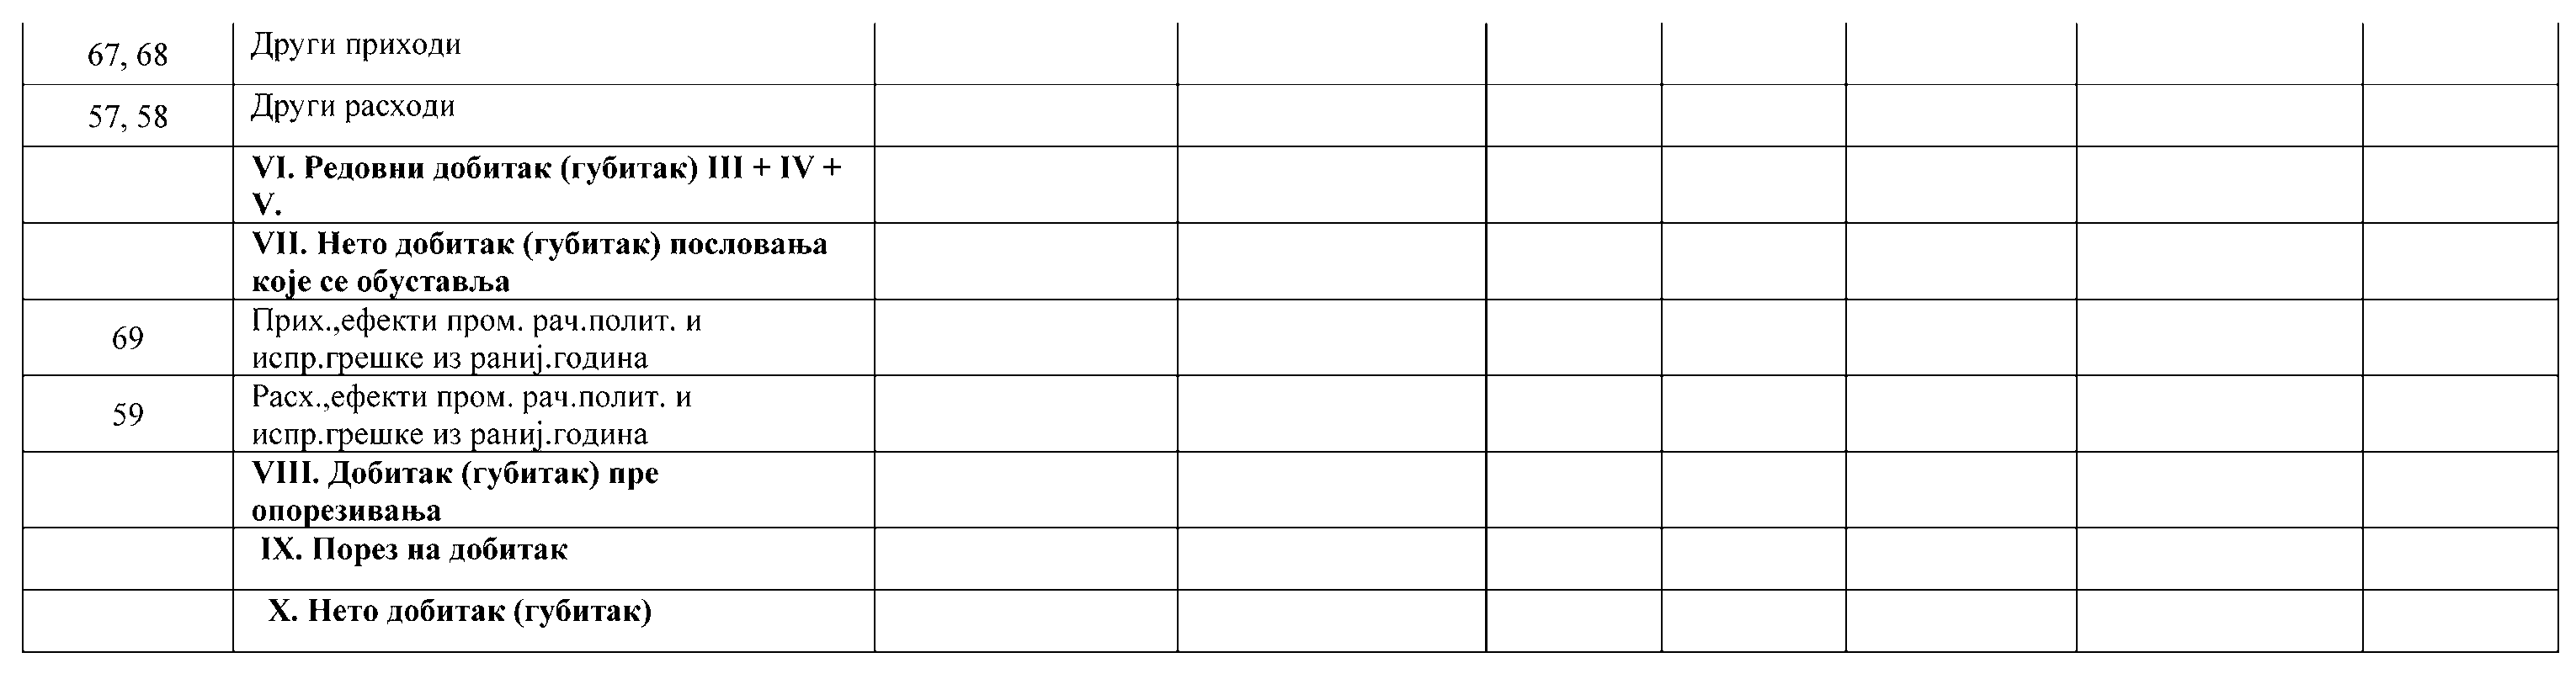 67, 68 Други приходи
57, 58 Други расходи
VI. Редовни добитак (губитак) III + IV +
V.
VII. Нето добитак (губитак) пословања
које се обуставља
69 Прих.,ефекти пром. рач.полит. и
испр.грешке из раниј.година
59 Расх.,ефекти пром. рач.полит. и
испр.грешке из раниј.година
VIII. Добитак (губитак) пре
опорезивања
IX. Порез на добитак
X. Нето добитак (губитак)